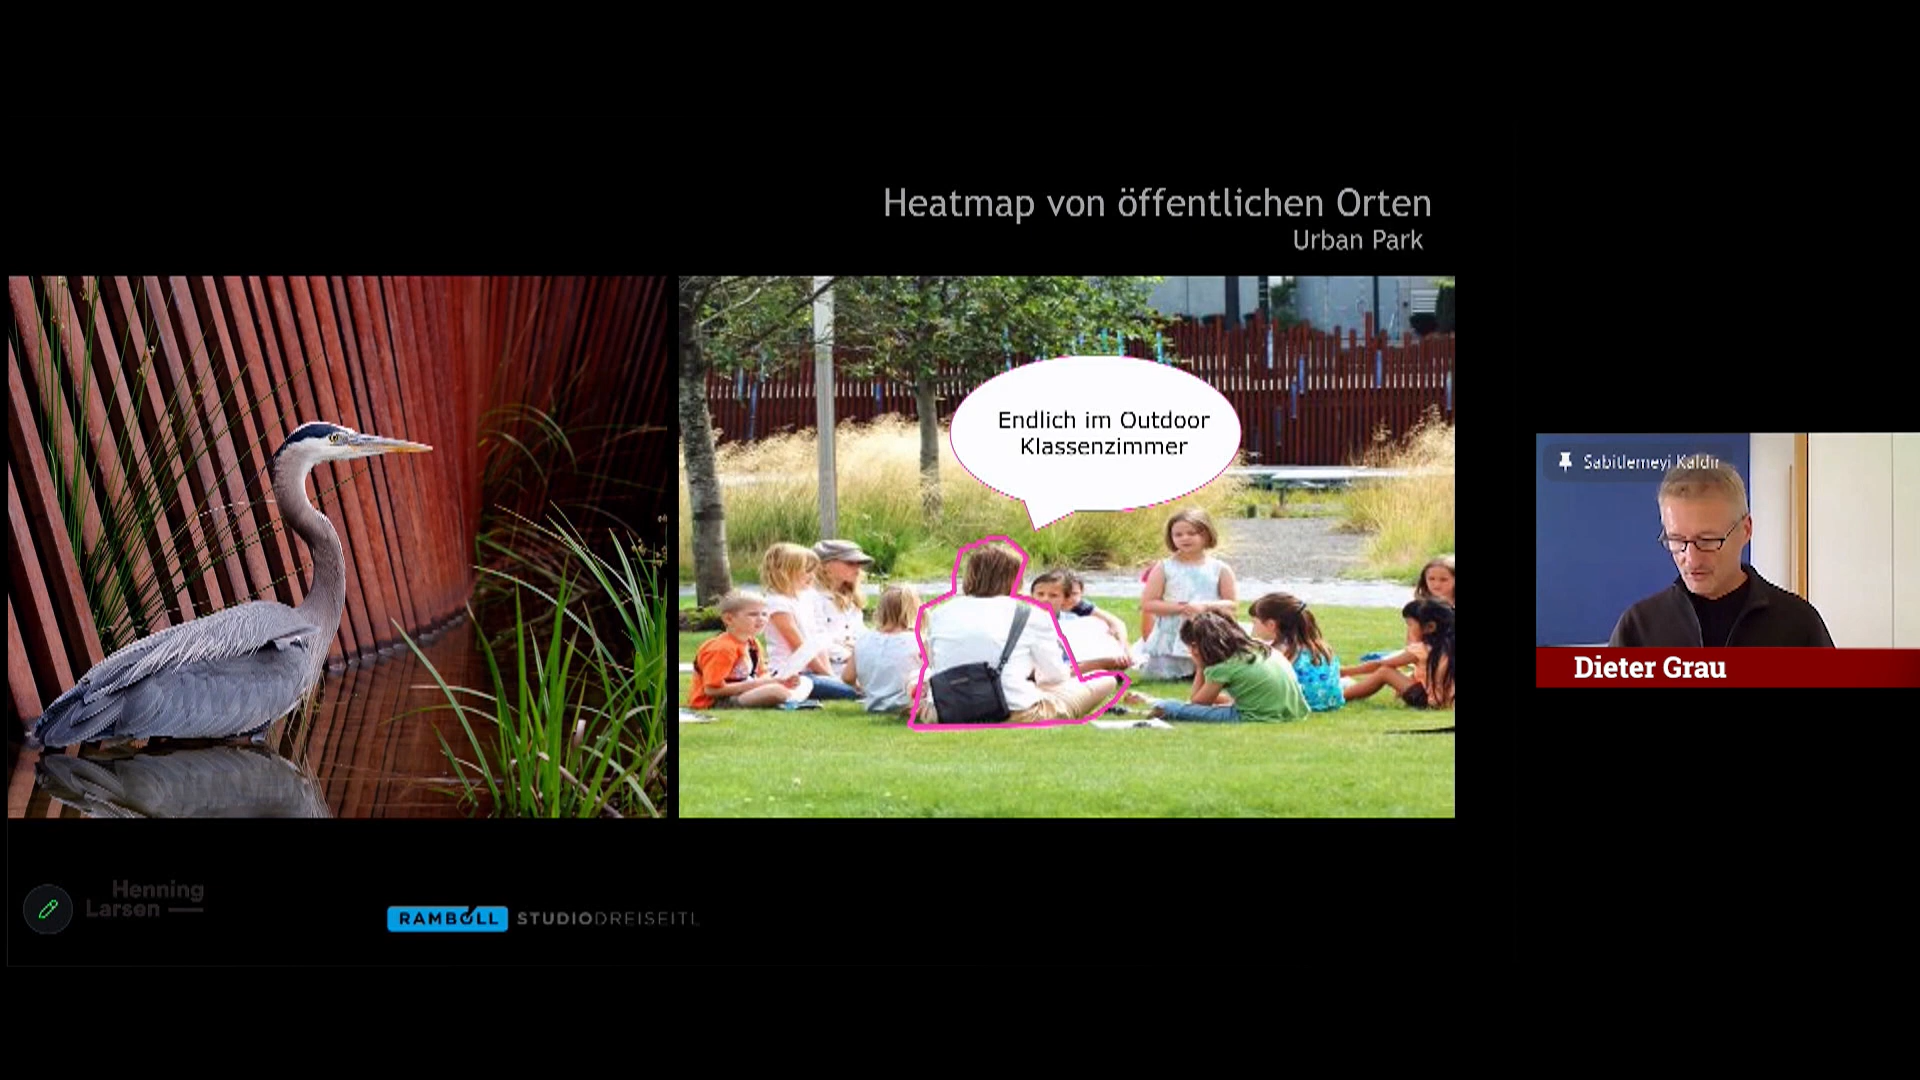 Heatmap von öffentlichen Orten
Urban Park
Endlich im Outdoor
Klassenzimmer
Sabitlemeyi Kaldır
Dieter Grau
Henning
Larsen
RAMBOLL STUDIODREISEITL